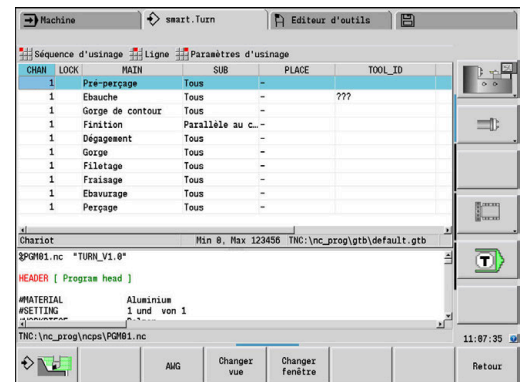 Machine smart.Turn Editeur d'outils
Séquence d'usinage Ligne Paramètres d'usinage
CHAN LOCK MAIN SUB PLACE TOOL_ID
1 Pré-perçage Tous -
1 Ebauche Tous - ???
1 Gorge de contour Tous -
1 Finition Parallèle au c…-
1 Dégagement Tous -
1 Gorge Tous -
1 Filetage Tous -
1 Fraisage Tous -
1 Ebavurage Tous -
1 Perçage Tous -
Chariot Min 0, Max 123456 TNC:\nc_prog\gtb\default.gtb
%PGM01.nc "TURN_V1.0"
HEADER [ Program head ]
#MATERIAL Aluminium
#SETTING 1 und von 1
TNC:\nc_prog\ncps\PGM01.nc
T
11:07:35
AWG Changer vue Changer fenêtre Retour